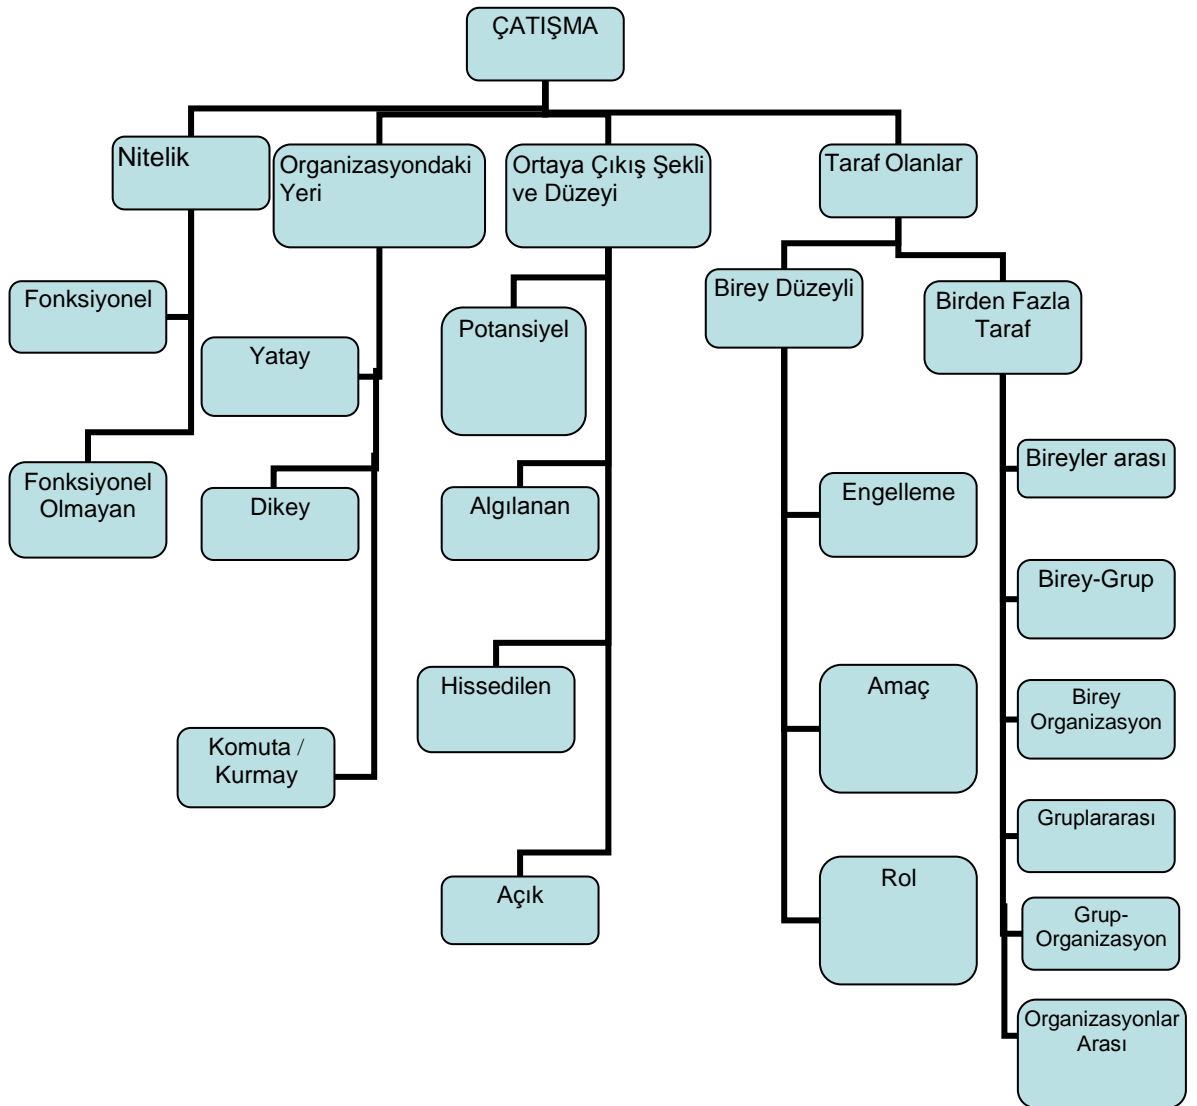 ÇATIŞMA
Nitelik
Organizasyondaki
Yeri
Ortaya Çıkış Şekli
ve Düzeyi
Taraf Olanlar
Fonksiyonel
Fonksiyonel
Olmayan
Yatay
Dikey
Komuta /
Kurmay
Potansiyel
Algılanan
Hissedilen
Açık
Birey Düzeyli
Birden Fazla
Taraf
Engelleme
Amaç
Rol
Bireyler arası
Birey-Grup
Birey
Organizasyon
Gruplararası
Grup-
Organizasyon
Organizasyonlar
Arası